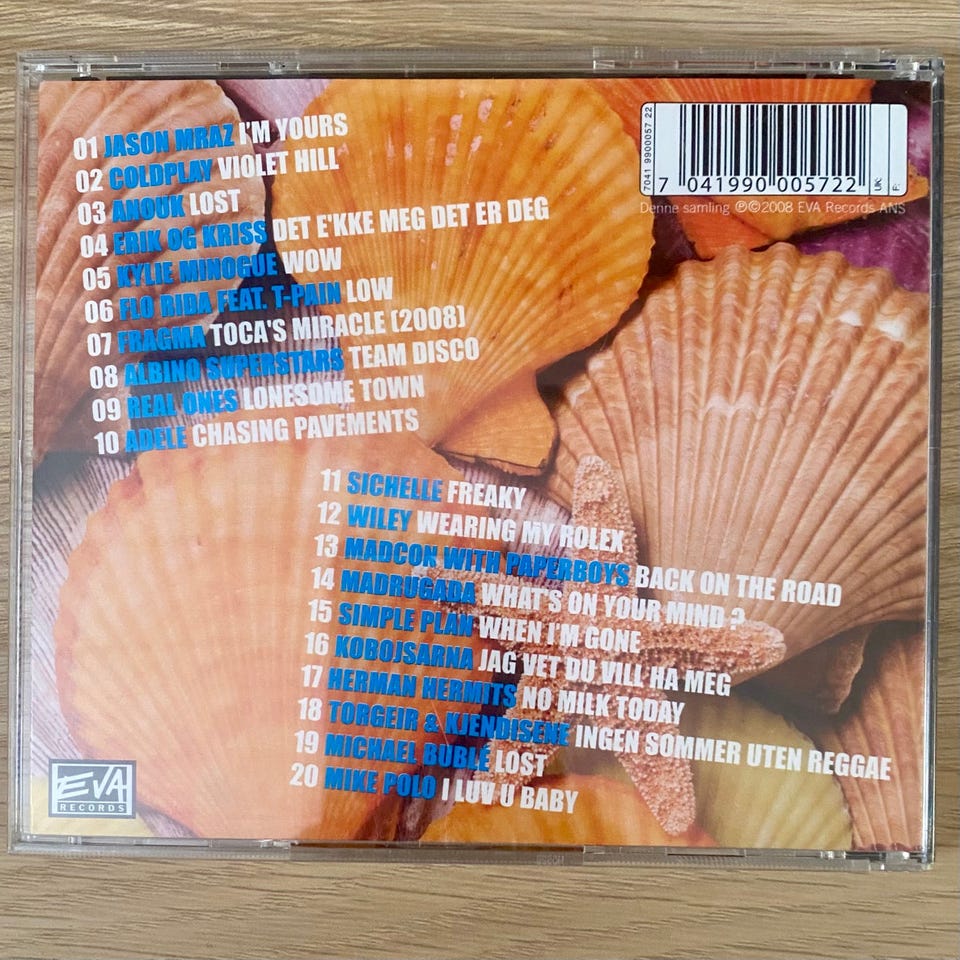 01 JASON MRAZ I'M YOURS
02 COLDPLAY VIOLET HILL
03 ANOUK LOST
04 ERIK OG KRISS DET E'KKE MEG DET ER DEG
05 KYLIE MINOGUE WOW
06 FLO RIDA FEAT. T-PAIN LOW
07 FRAGMA TOCA'S MIRACLE (2008)
08 ALBINO SUPERSTARS TEAM DISCO
09 REAL ONES LONESOME TOWN
10 ADELE CHASING PAVEMENTS
7041 9900057 22
7 041990 005722
UK:
F:
Denne samling ℗©2008 EVA Records ANS
11 SICHELLE FREAKY
12 WILEY WEARING MY ROLEX
13 MADCON WITH PAPERBOYS BACK ON THE ROAD
14 MADRUGADA WHAT'S ON YOUR MIND ?
15 SIMPLE PLAN WHEN I'M GONE
16 KOBOJSARNA JAG VET DU VILL HA MEG
17 HERMAN HERMITS NO MILK TODAY
18 TORGEIR & KJENDISENE INGEN SOMMER UTEN REGGAE
19 MICHAEL BUBLÉ LOST
20 MIKE POLO I LUV U BABY
EVA
RECORDS